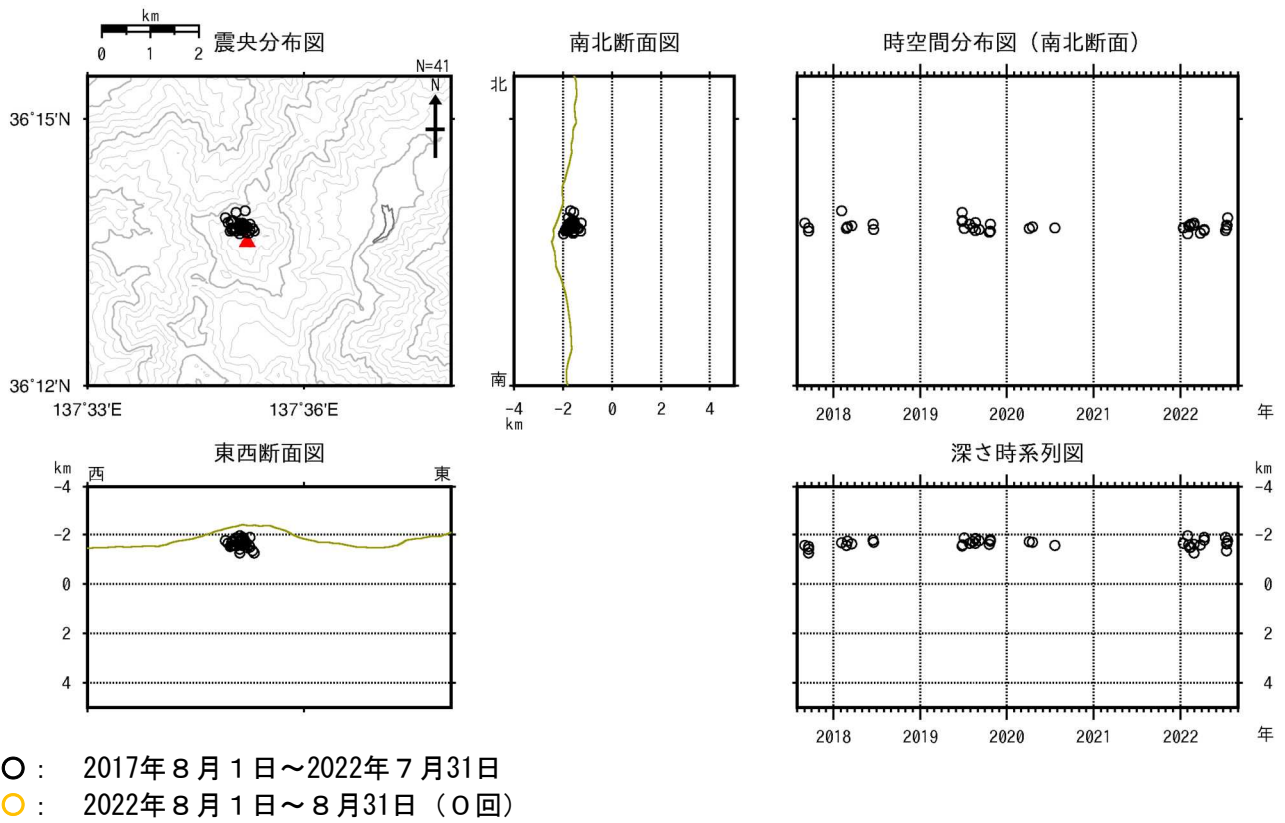 km
0 1 2
震央分布図
N=41
N
36°15'N
36°12'N
137°33'E 137°36'E
南北断面図
北
南
-4 -2 0 2 4
km
時空間分布図（南北断面）
2018 2019 2020 2021 2022 年
東西断面図
km
西 東
-4
-2
0
2
4
深さ時系列図
km
-4
-2
0
2
4
2018 2019 2020 2021 2022 年
○： 2017年８月１日～2022年７月31日
○： 2022年８月１日～８月31日（０回）